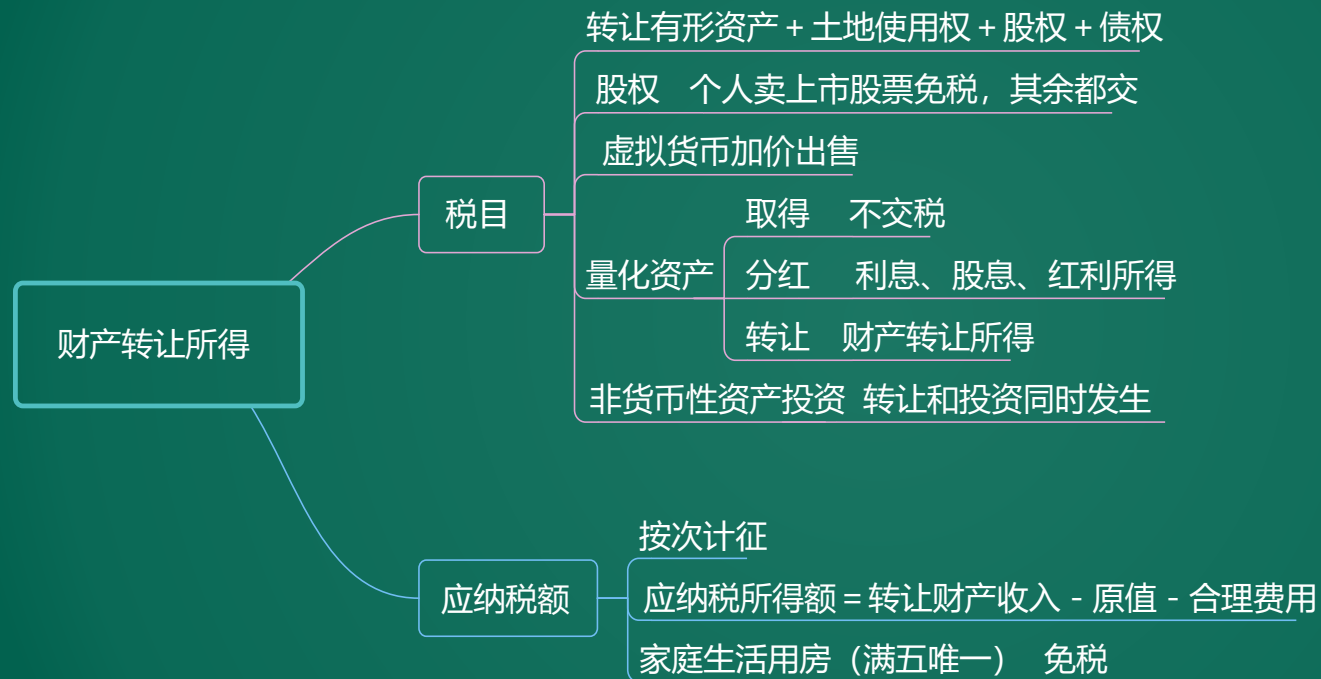 财产转让所得
税目
转让有形资产+土地使用权+股权+债权
股权 个人卖上市股票免税，其余都交
虚拟货币加价出售
量化资产
取得 不交税
分红 利息、股息、红利所得
转让 财产转让所得
非货币性资产投资 转让和投资同时发生
应纳税额
按次计征
应纳税所得额=转让财产收入-原值-合理费用
家庭生活用房（满五唯一） 免税